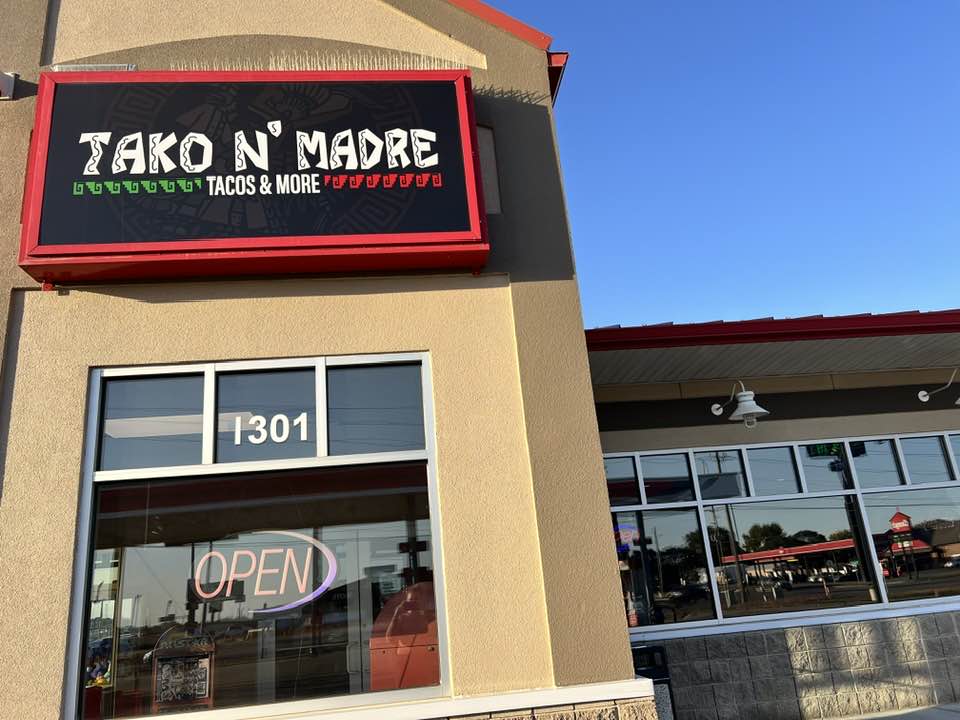 TAKO N' MADRE
TACOS & MORE
1301
OPEN